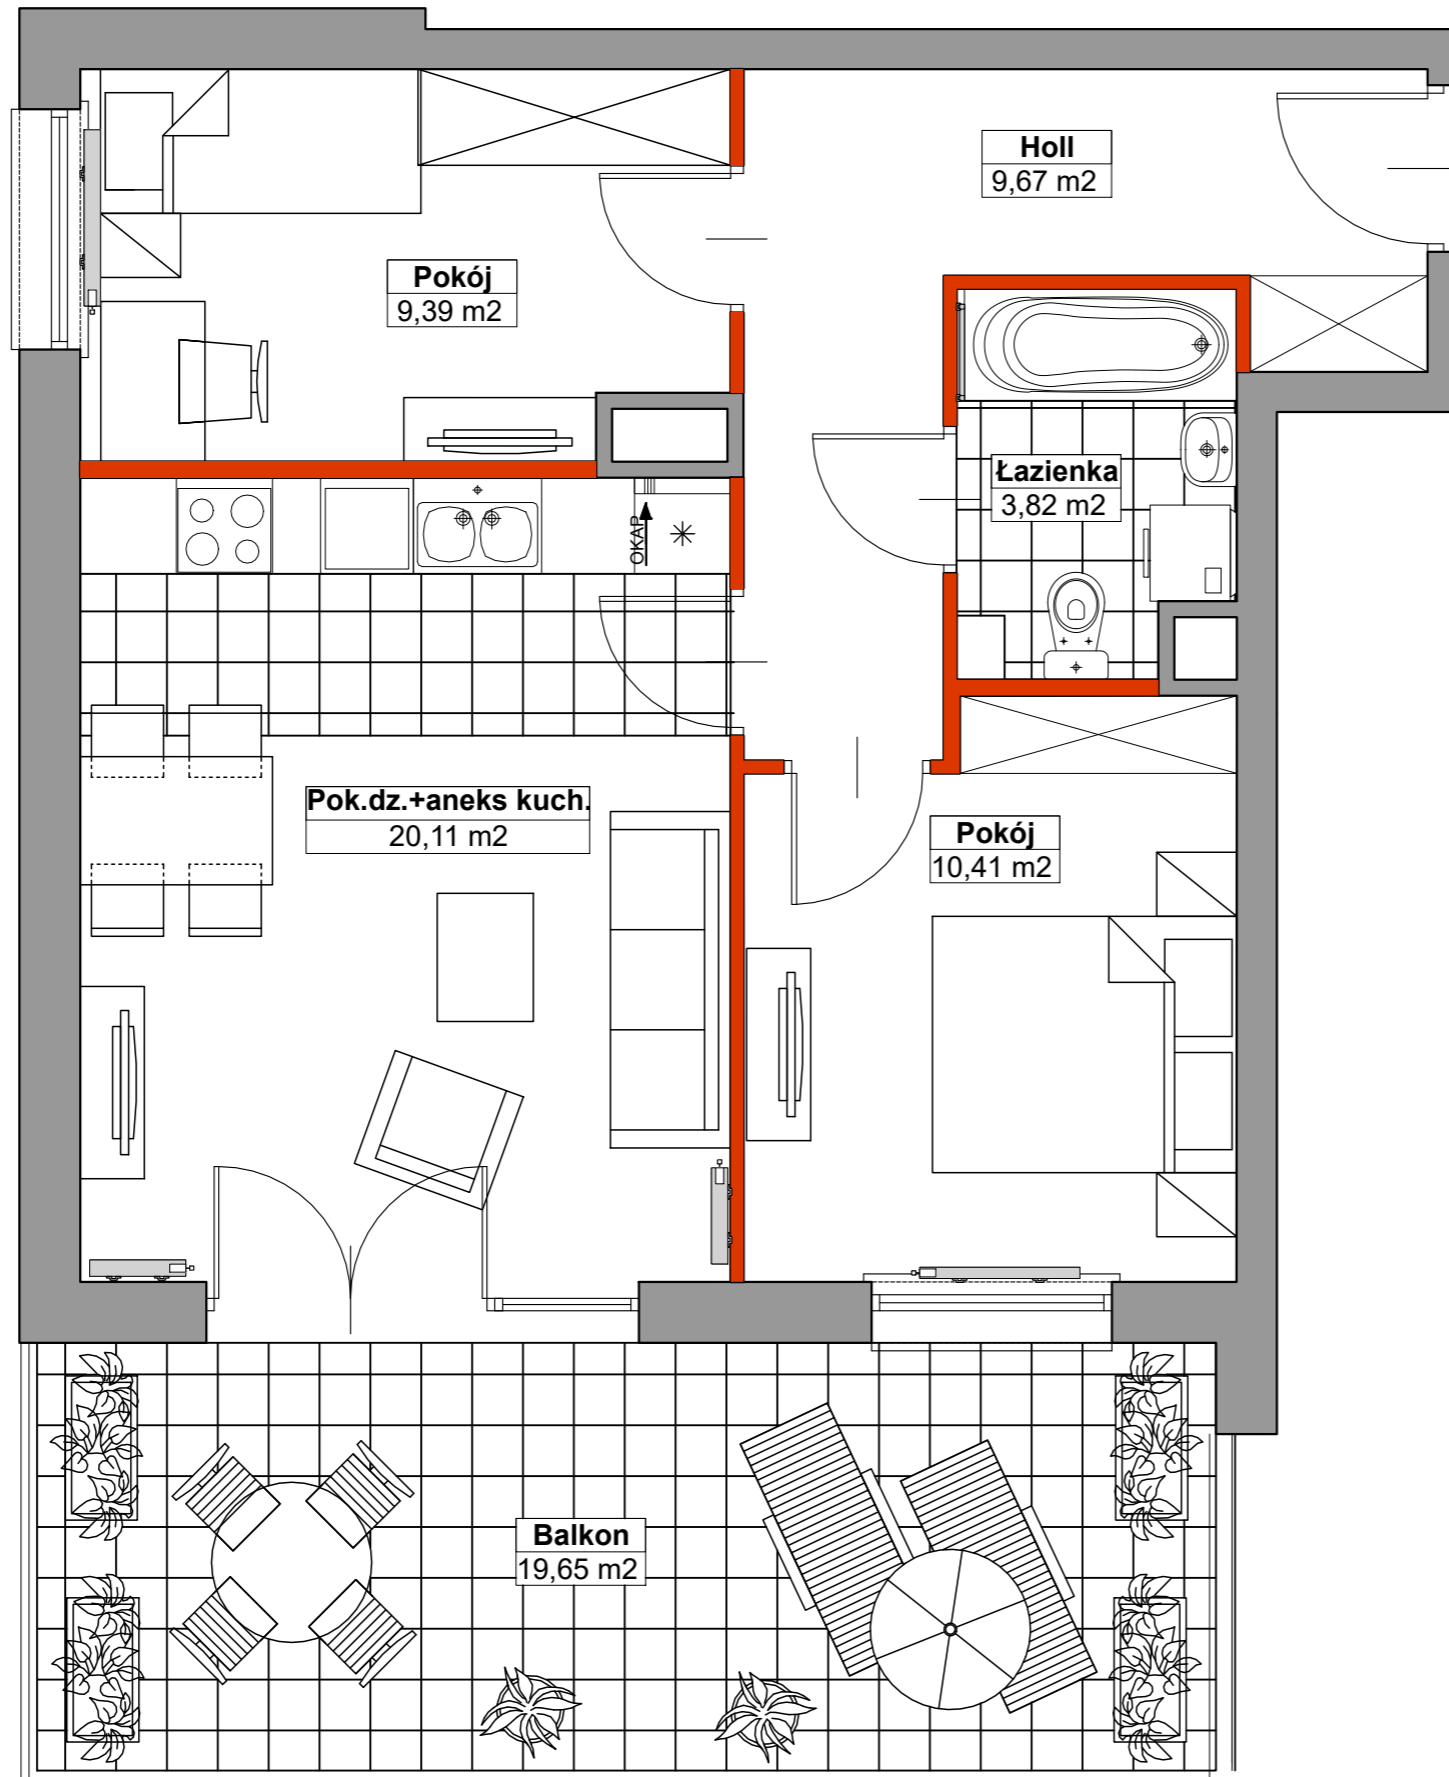 Holl
9,67 m2
Pokój
9,39 m2
Łazienka
3,82 m2
OKAP
Pok.dz.+aneks kuch.
20,11 m2
Pokój
10,41 m2
Balkon
19,65 m2